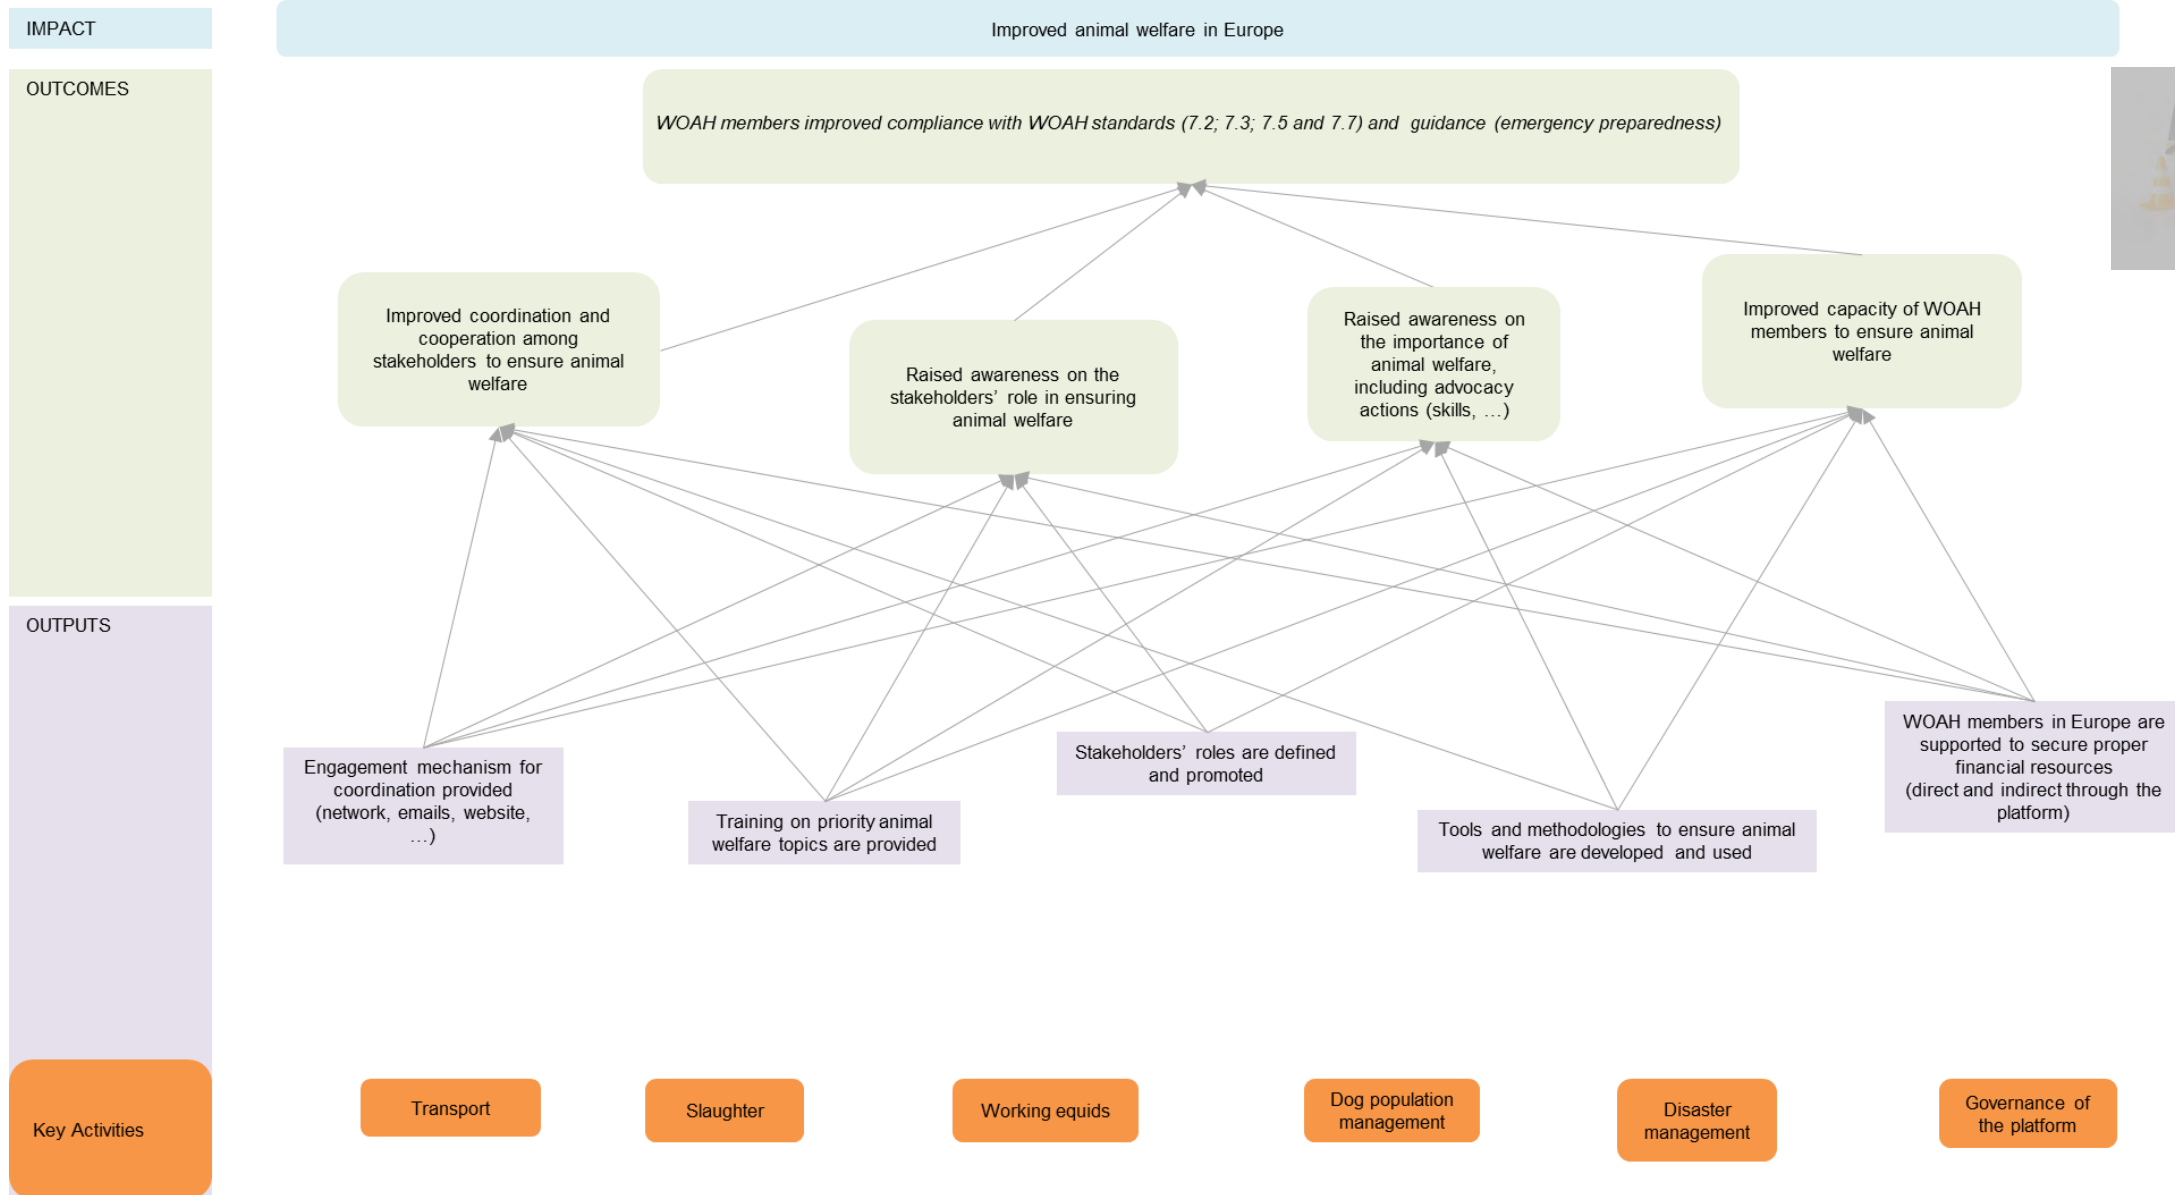 IMPACT
Improved animal welfare in Europe
OUTCOMES
WOAH members improved compliance with WOAH standards (7.2; 7.3; 7.5 and 7.7) and guidance (emergency preparedness)
Improved coordination and
cooperation among
stakeholders to ensure animal
welfare
Raised awareness on the
stakeholders’ role in ensuring
animal welfare
Raised awareness on
the importance of
animal welfare,
including advocacy
actions (skills, …)
Improved capacity of WOAH
members to ensure animal
welfare
OUTPUTS
Engagement mechanism for
coordination provided
(network, emails, website,
…)
Training on priority animal
welfare topics are provided
Stakeholders’ roles are defined
and promoted
Tools and methodologies to ensure animal
welfare are developed and used
WOAH members in Europe are
supported to secure proper
financial resources
(direct and indirect through the
platform)
Key Activities
Transport
Slaughter
Working equids
Dog population
management
Disaster
management
Governance of
the platform